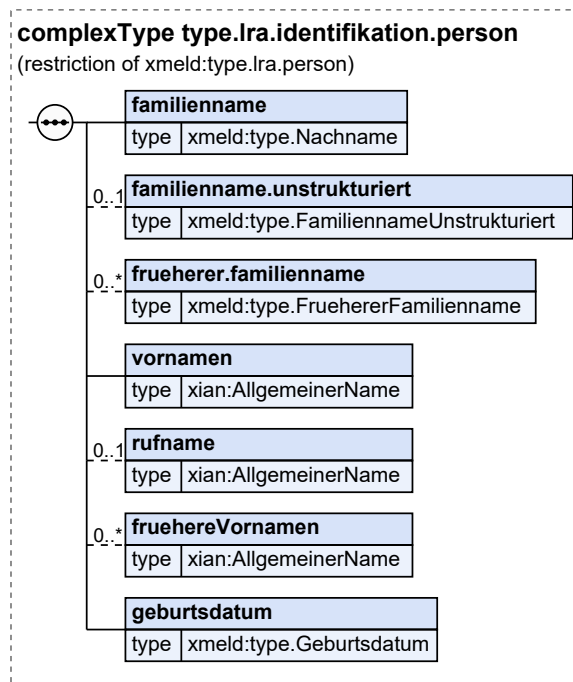 complexType type.lra.identifikation.person
(restriction of xmeld:type.lra.person)
familienname
type xmeld:type.Nachname
0..1 familienname.unstrukturiert
type xmeld:type.FamiliennameUnstrukturiert
0..* frueherer.familienname
type xmeld:type.FruehererFamilienname
vornamen
type xian:AllgemeinerName
0..1 rufname
type xian:AllgemeinerName
0..* fruehereVornamen
type xian:AllgemeinerName
geburtsdatum
type xmeld:type.Geburtsdatum